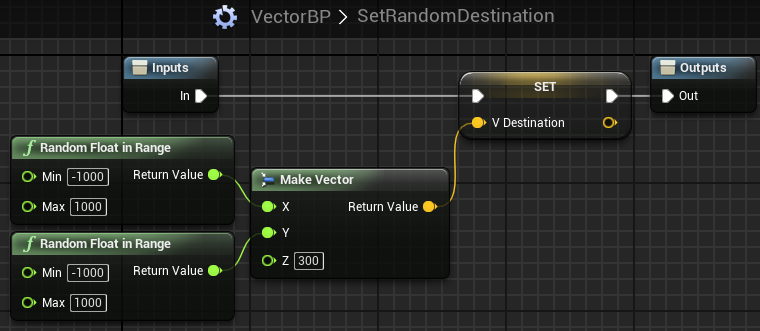 VectorBP > SetRandomDestination
Inputs
In
SET
V Destination
Outputs
Out
Random Float in Range
Min -1000 Return Value
Max 1000
Make Vector
X Return Value
Y
Z 300
Random Float in Range
Min -1000 Return Value
Max 1000